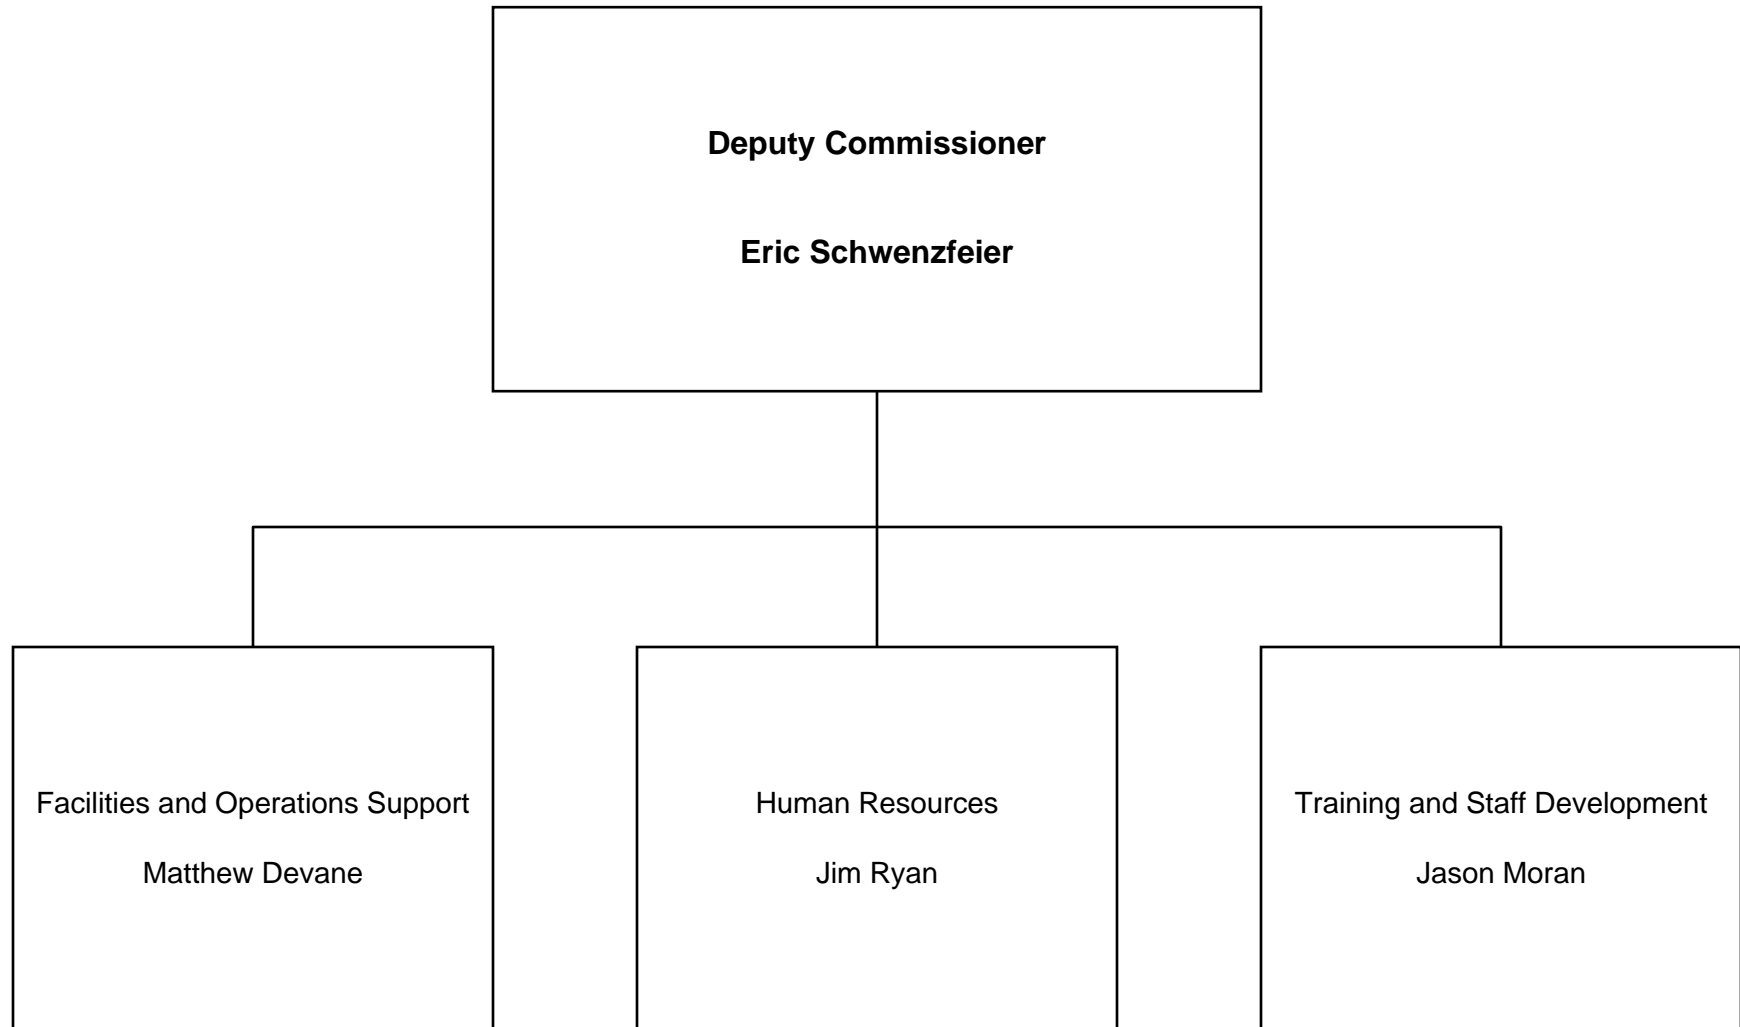 Deputy Commissioner
Eric Schwenzfeier
Facilities and Operations Support
Matthew Devane
Human Resources
Jim Ryan
Training and Staff Development
Jason Moran